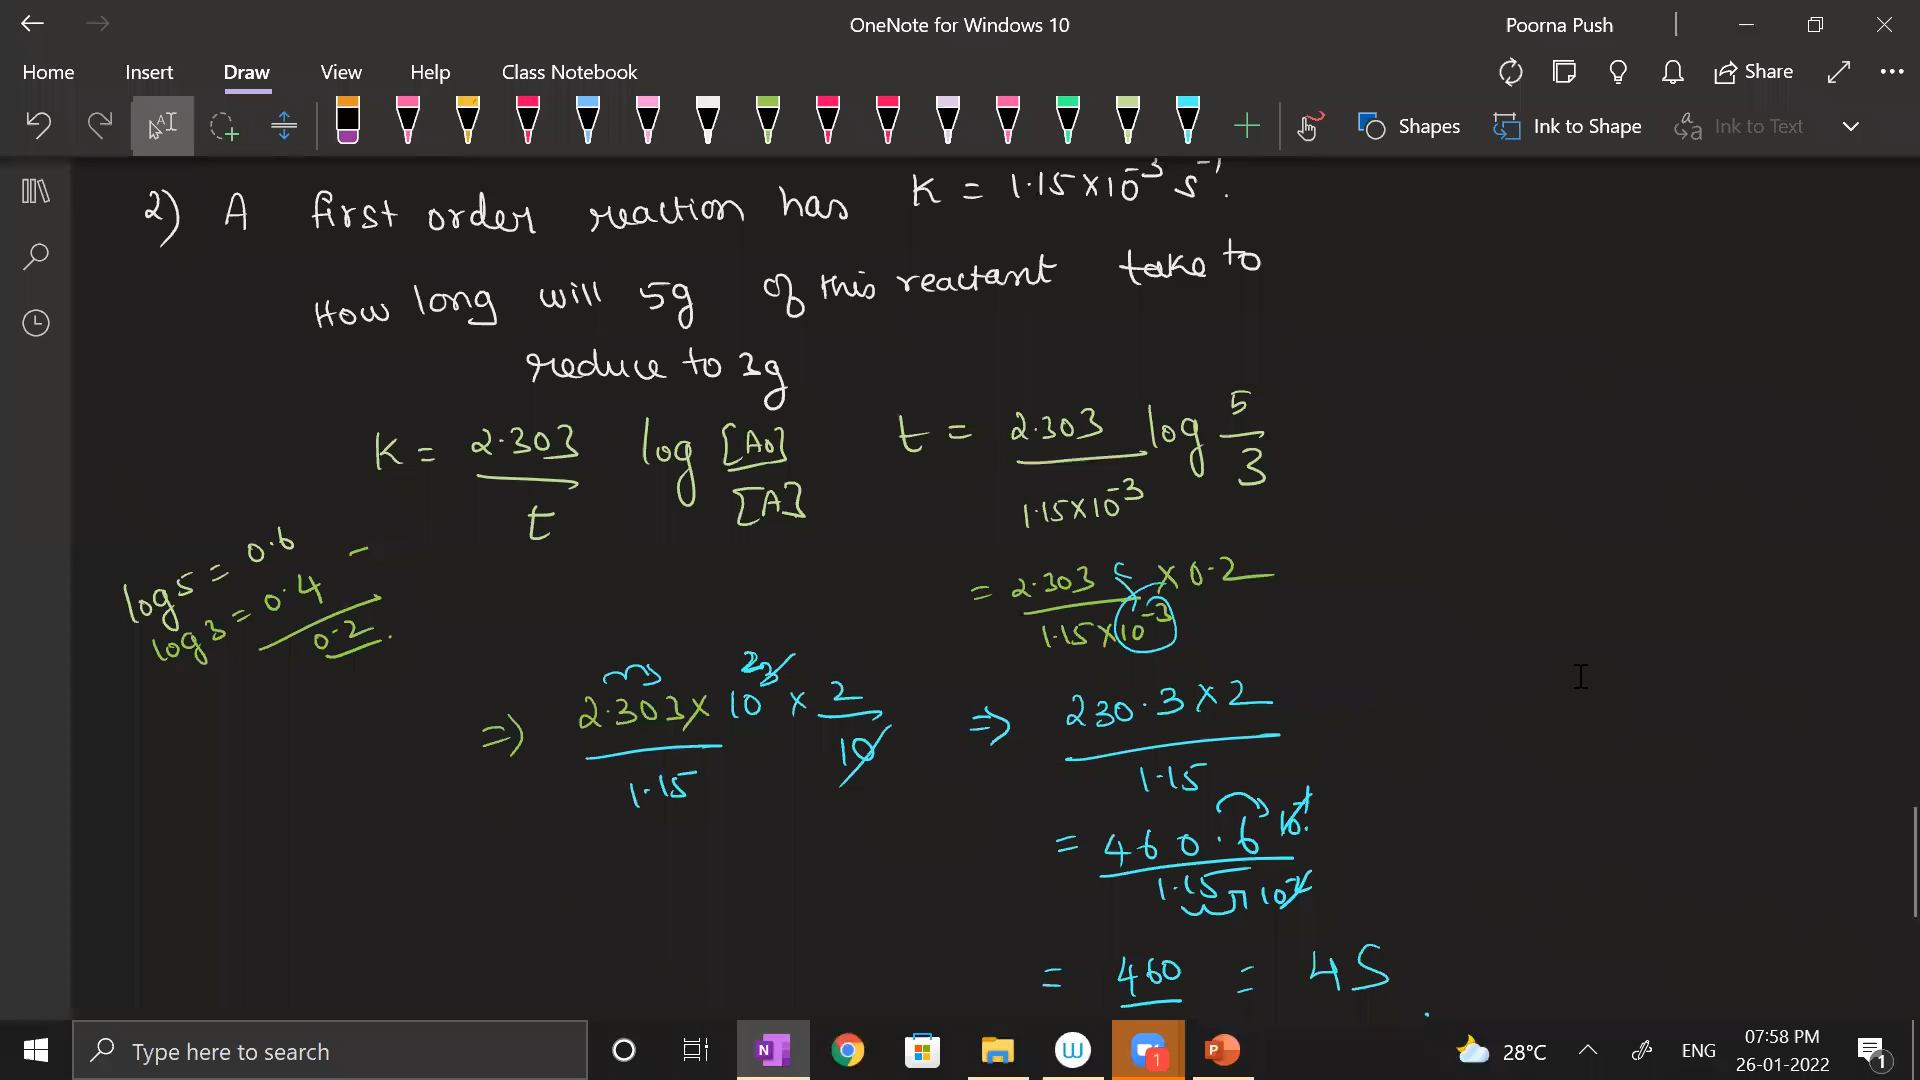 OneNote for Windows 10
Poorna Push
Home Insert Draw View Help Class Notebook
Share
Shapes Ink to Shape Ink to Text
2) A first order reaction has K = 1.15×10⁻³ s⁻¹.
How long will 5g of this reactant take to
reduce to 3g
K = 2.303/t log [A0]/[A]
t = 2.303/1.15×10⁻³ log 5/3
log 5 = 0.6 -
log 3 = 0.4
0.2.
= 2.303/1.15×10⁻³ × 0.2
⇒ 2.303×/1.15 10³ 2 × 2/10
⇒ 230.3×2/1.15
= 460.6/1.15
= 460 = 4S
Type here to search
28°C
ENG
07:58 PM
26-01-2022
1
1